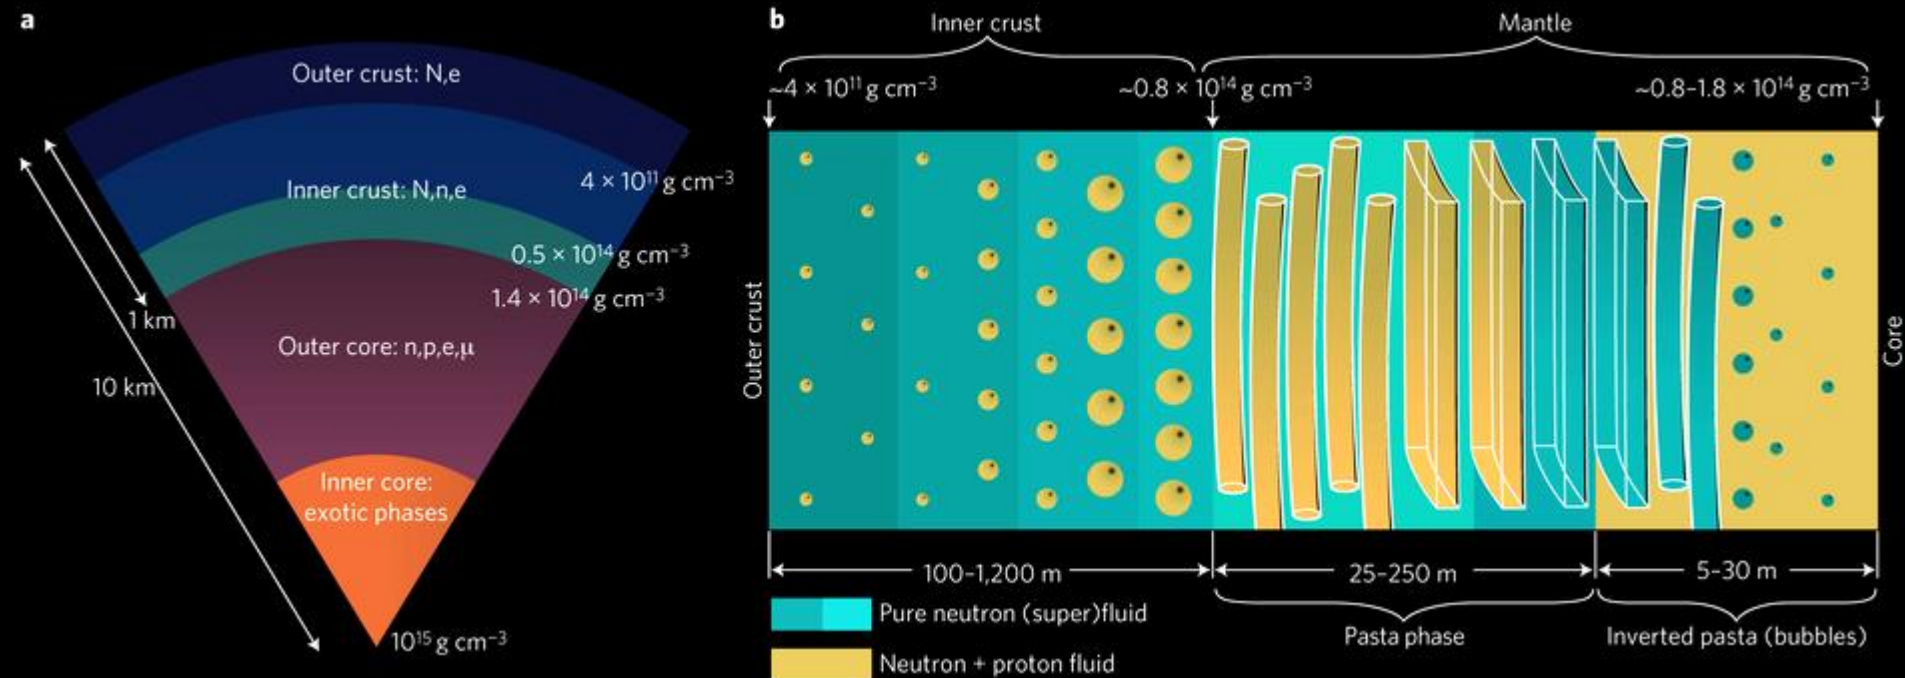 a
Outer crust: N,e
Inner crust: N,n,e
4 × 10¹¹ g cm⁻³
0.5 × 10¹⁴ g cm⁻³
1.4 × 10¹⁴ g cm⁻³
1 km
Outer core: n,p,e,μ
10 km
Inner core:
exotic phases
10¹⁵ g cm⁻³
b
Inner crust
Mantle
~4 × 10¹¹ g cm⁻³
~0.8 × 10¹⁴ g cm⁻³
~0.8–1.8 × 10¹⁴ g cm⁻³
Outer crust
Core
100–1,200 m
25–250 m
5–30 m
Pure neutron (super)fluid
Pasta phase
Inverted pasta (bubbles)
Neutron + proton fluid